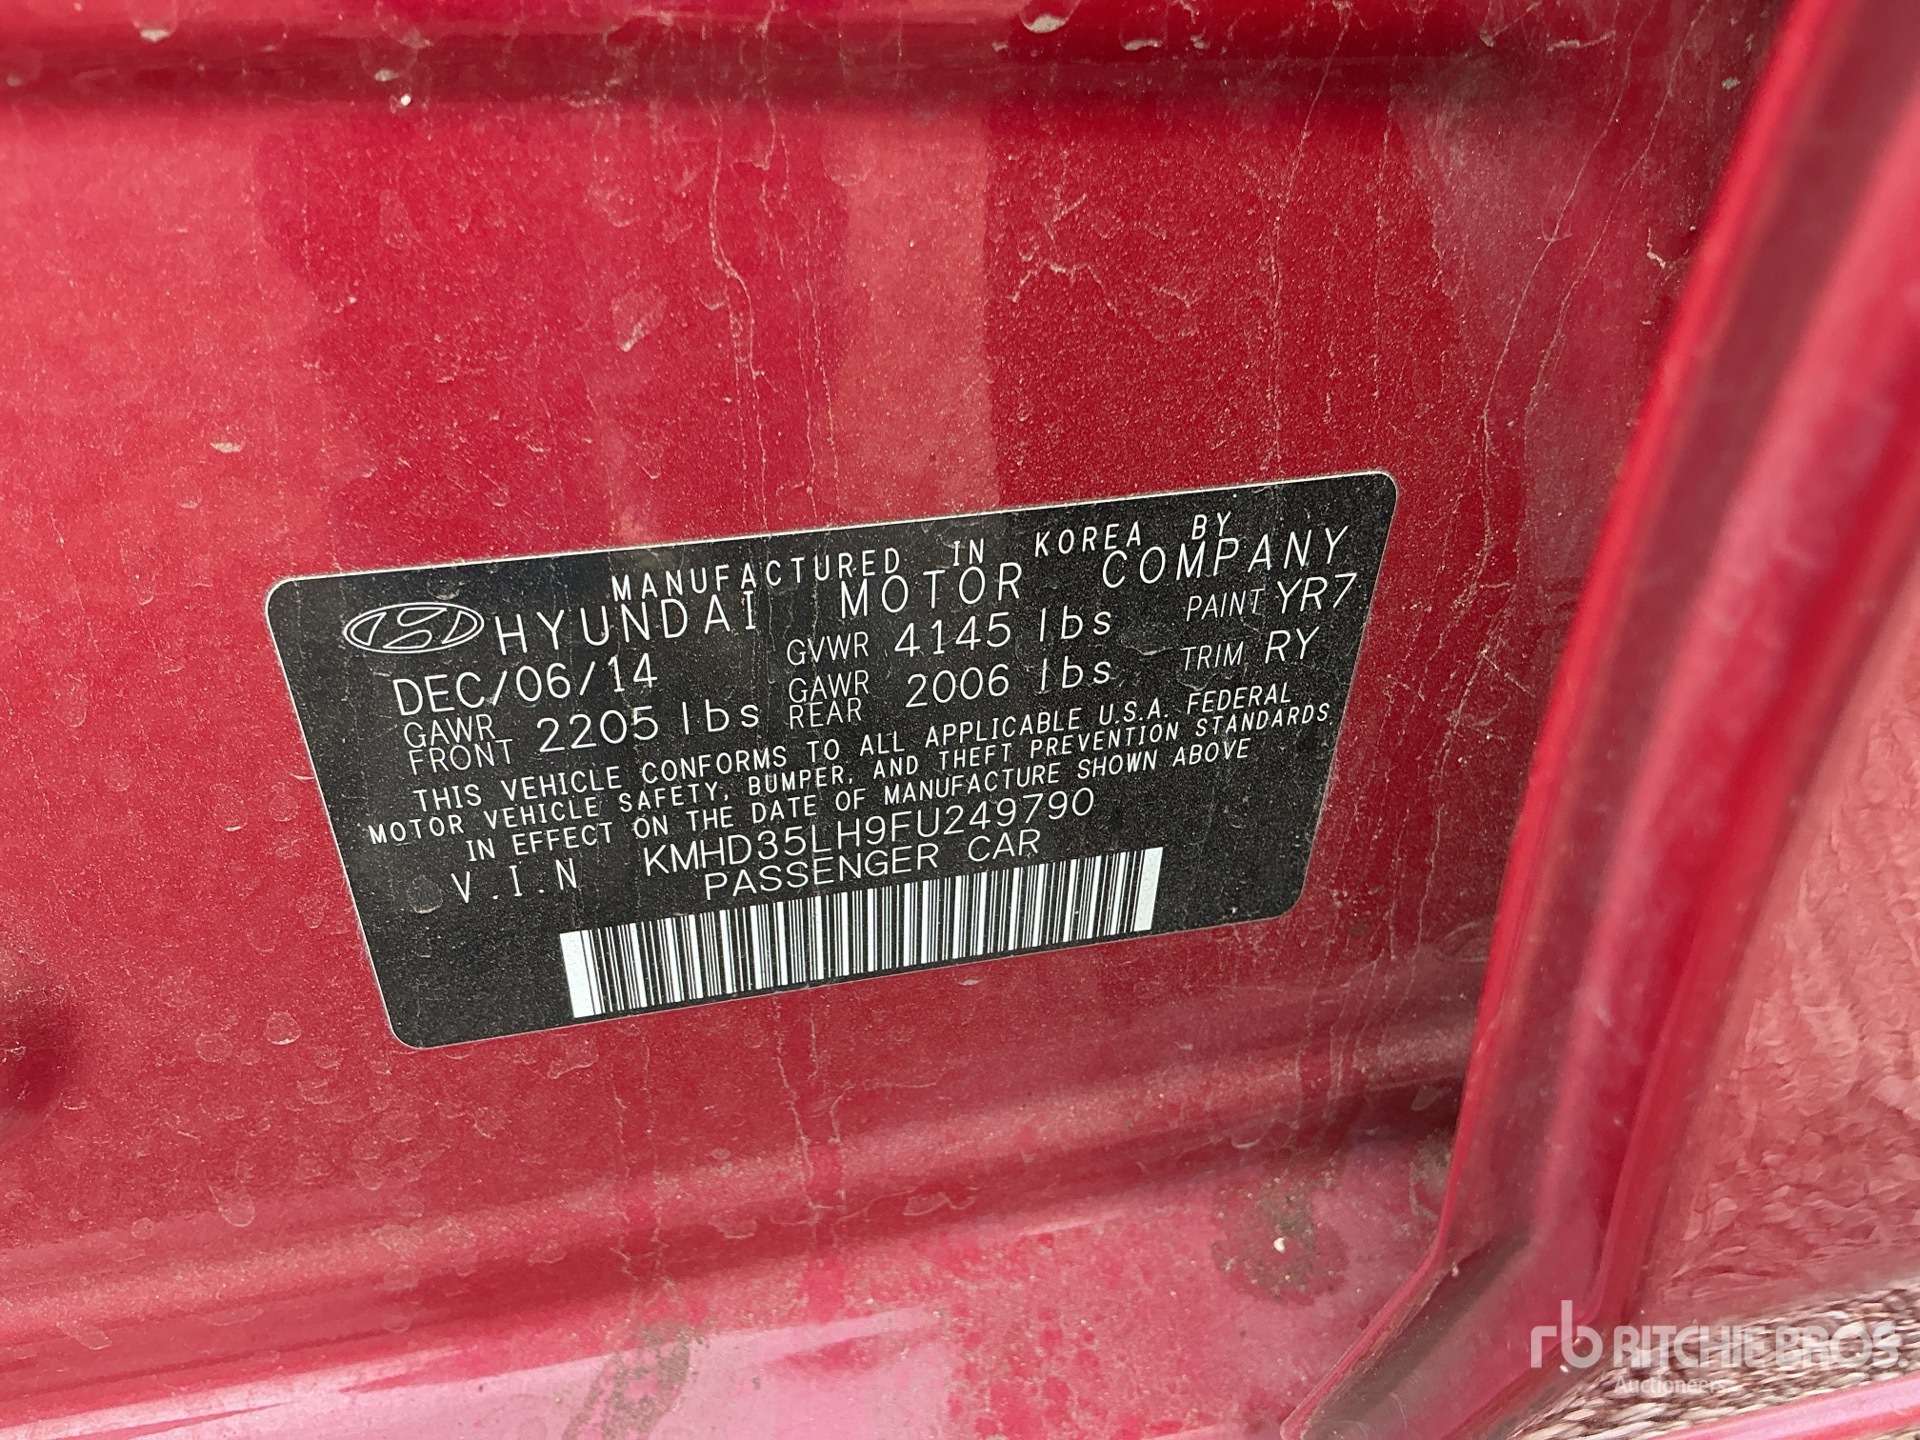 MANUFACTURED IN KOREA BY
HYUNDAI MOTOR COMPANY
DEC/06/14 GVWR 4145 lbs PAINT YR7
GAWR FRONT 2205 lbs GAWR REAR 2006 lbs TRIM RY
THIS VEHICLE CONFORMS TO ALL APPLICABLE U.S.A. FEDERAL
MOTOR VEHICLE SAFETY, BUMPER, AND THEFT PREVENTION STANDARDS
IN EFFECT ON THE DATE OF MANUFACTURE SHOWN ABOVE
V.I.N KMHD35LH9FU249790
PASSENGER CAR
rb RITCHIE BROS.
Auctioneers